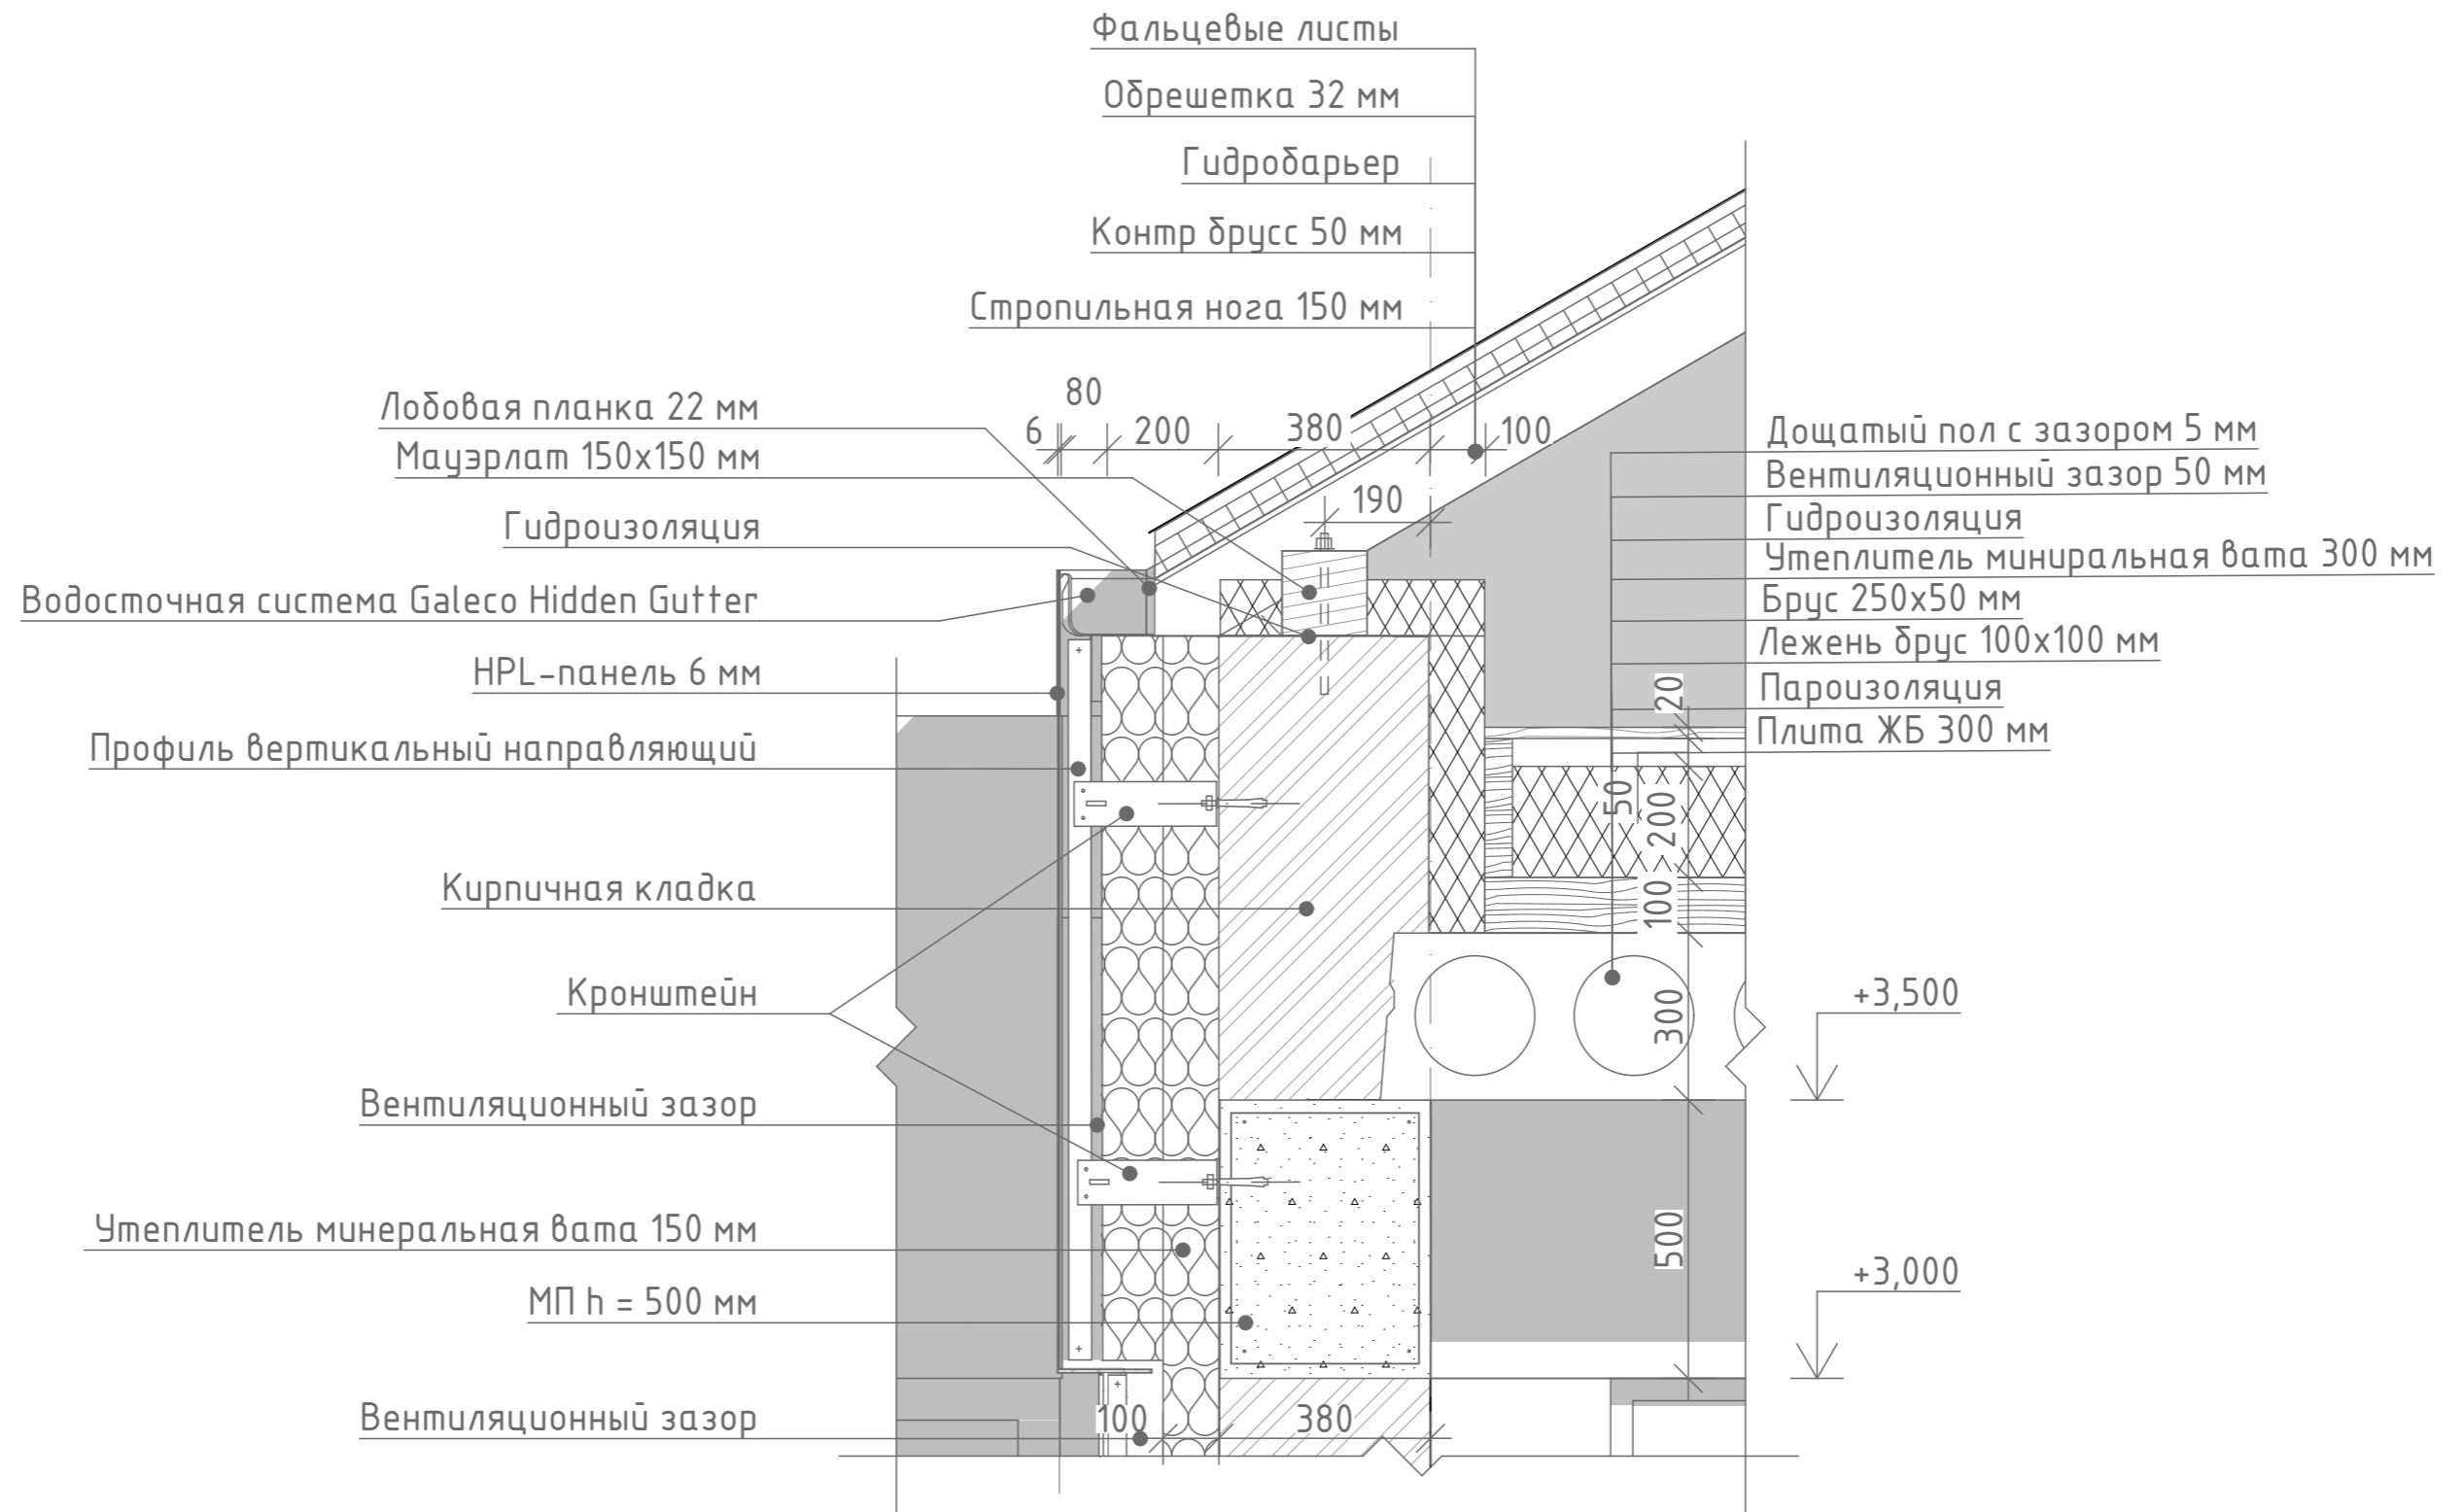 Фальцевые листы
Обрешетка 32 мм
Гидробарьер
Контр брусс 50 мм
Стропильная нога 150 мм
Лобовая планка 22 мм
Мауэрлат 150x150 мм
Гидроизоляция
Водосточная система Galeco Hidden Gutter
HPL-панель 6 мм
Профиль вертикальный направляющий
Кирпичная кладка
Кронштейн
Вентиляционный зазор
Утеплитель минеральная вата 150 мм
МП h = 500 мм
Вентиляционный зазор
80
6
200
380
100
190
Дощатый пол с зазором 5 мм
Вентиляционный зазор 50 мм
Гидроизоляция
Утеплитель миниральная вата 300 мм
Брус 250x50 мм
Лежень брус 100x100 мм
Пароизоляция
Плита ЖБ 300 мм
20
50
200
100
300
500
+3,500
+3,000
100
380